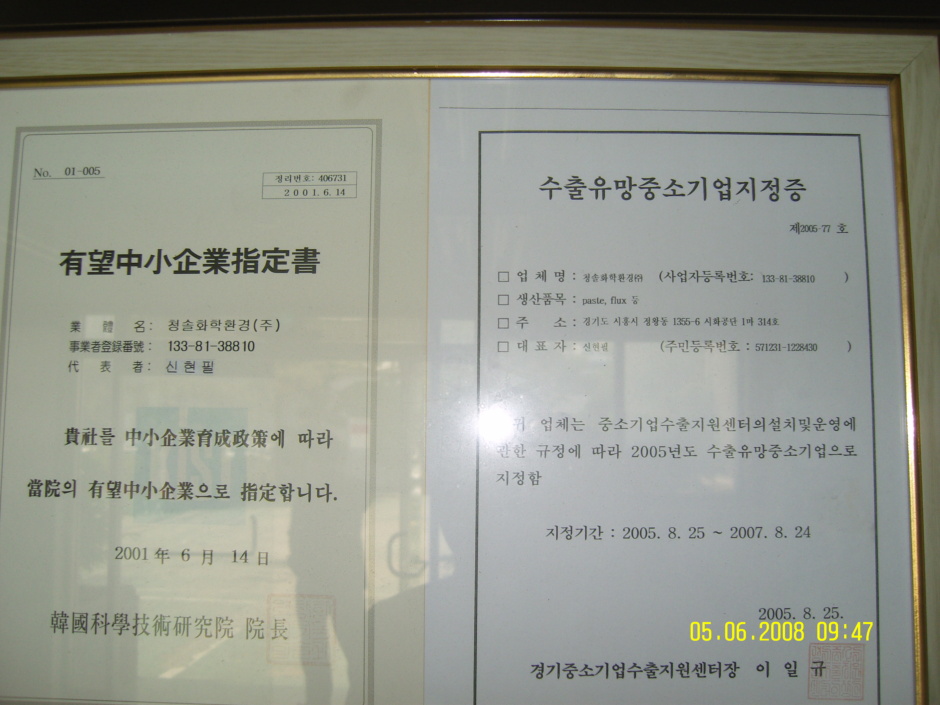 No. 01-005
정리번호: 406731
2001. 6. 14
有望中小企業指定書
業體名: 청솔화학환경(주)
事業者登錄番號: 133-81-38810
代表者: 신현필
貴社를 中小企業育成政策에 따라
當院의 有望中小企業으로 指定합니다.
2001 年 6 月 14 日
韓國科學技術硏究院 院長
수출유망중소기업지정증
제2005-77 호
□ 업체명 : 청솔화학환경㈜ (사업자등록번호: 133-81-38810 )
□ 생산품목 : paste, flux 등
□ 주 소 : 경기도 시흥시 정왕동 1355-6 시화공단 1마 314호
□ 대표자 : 신현필 (주민등록번호 : 571231-1228430 )
위 업체는 중소기업수출지원센터의설치및운영에
관한 규정에 따라 2005년도 수출유망중소기업으로
지정함
지정기간 : 2005. 8. 25 ~ 2007. 8. 24
2005. 8. 25.
05.06.2008 09:47
경기중소기업수출지원센터장 이 일 규